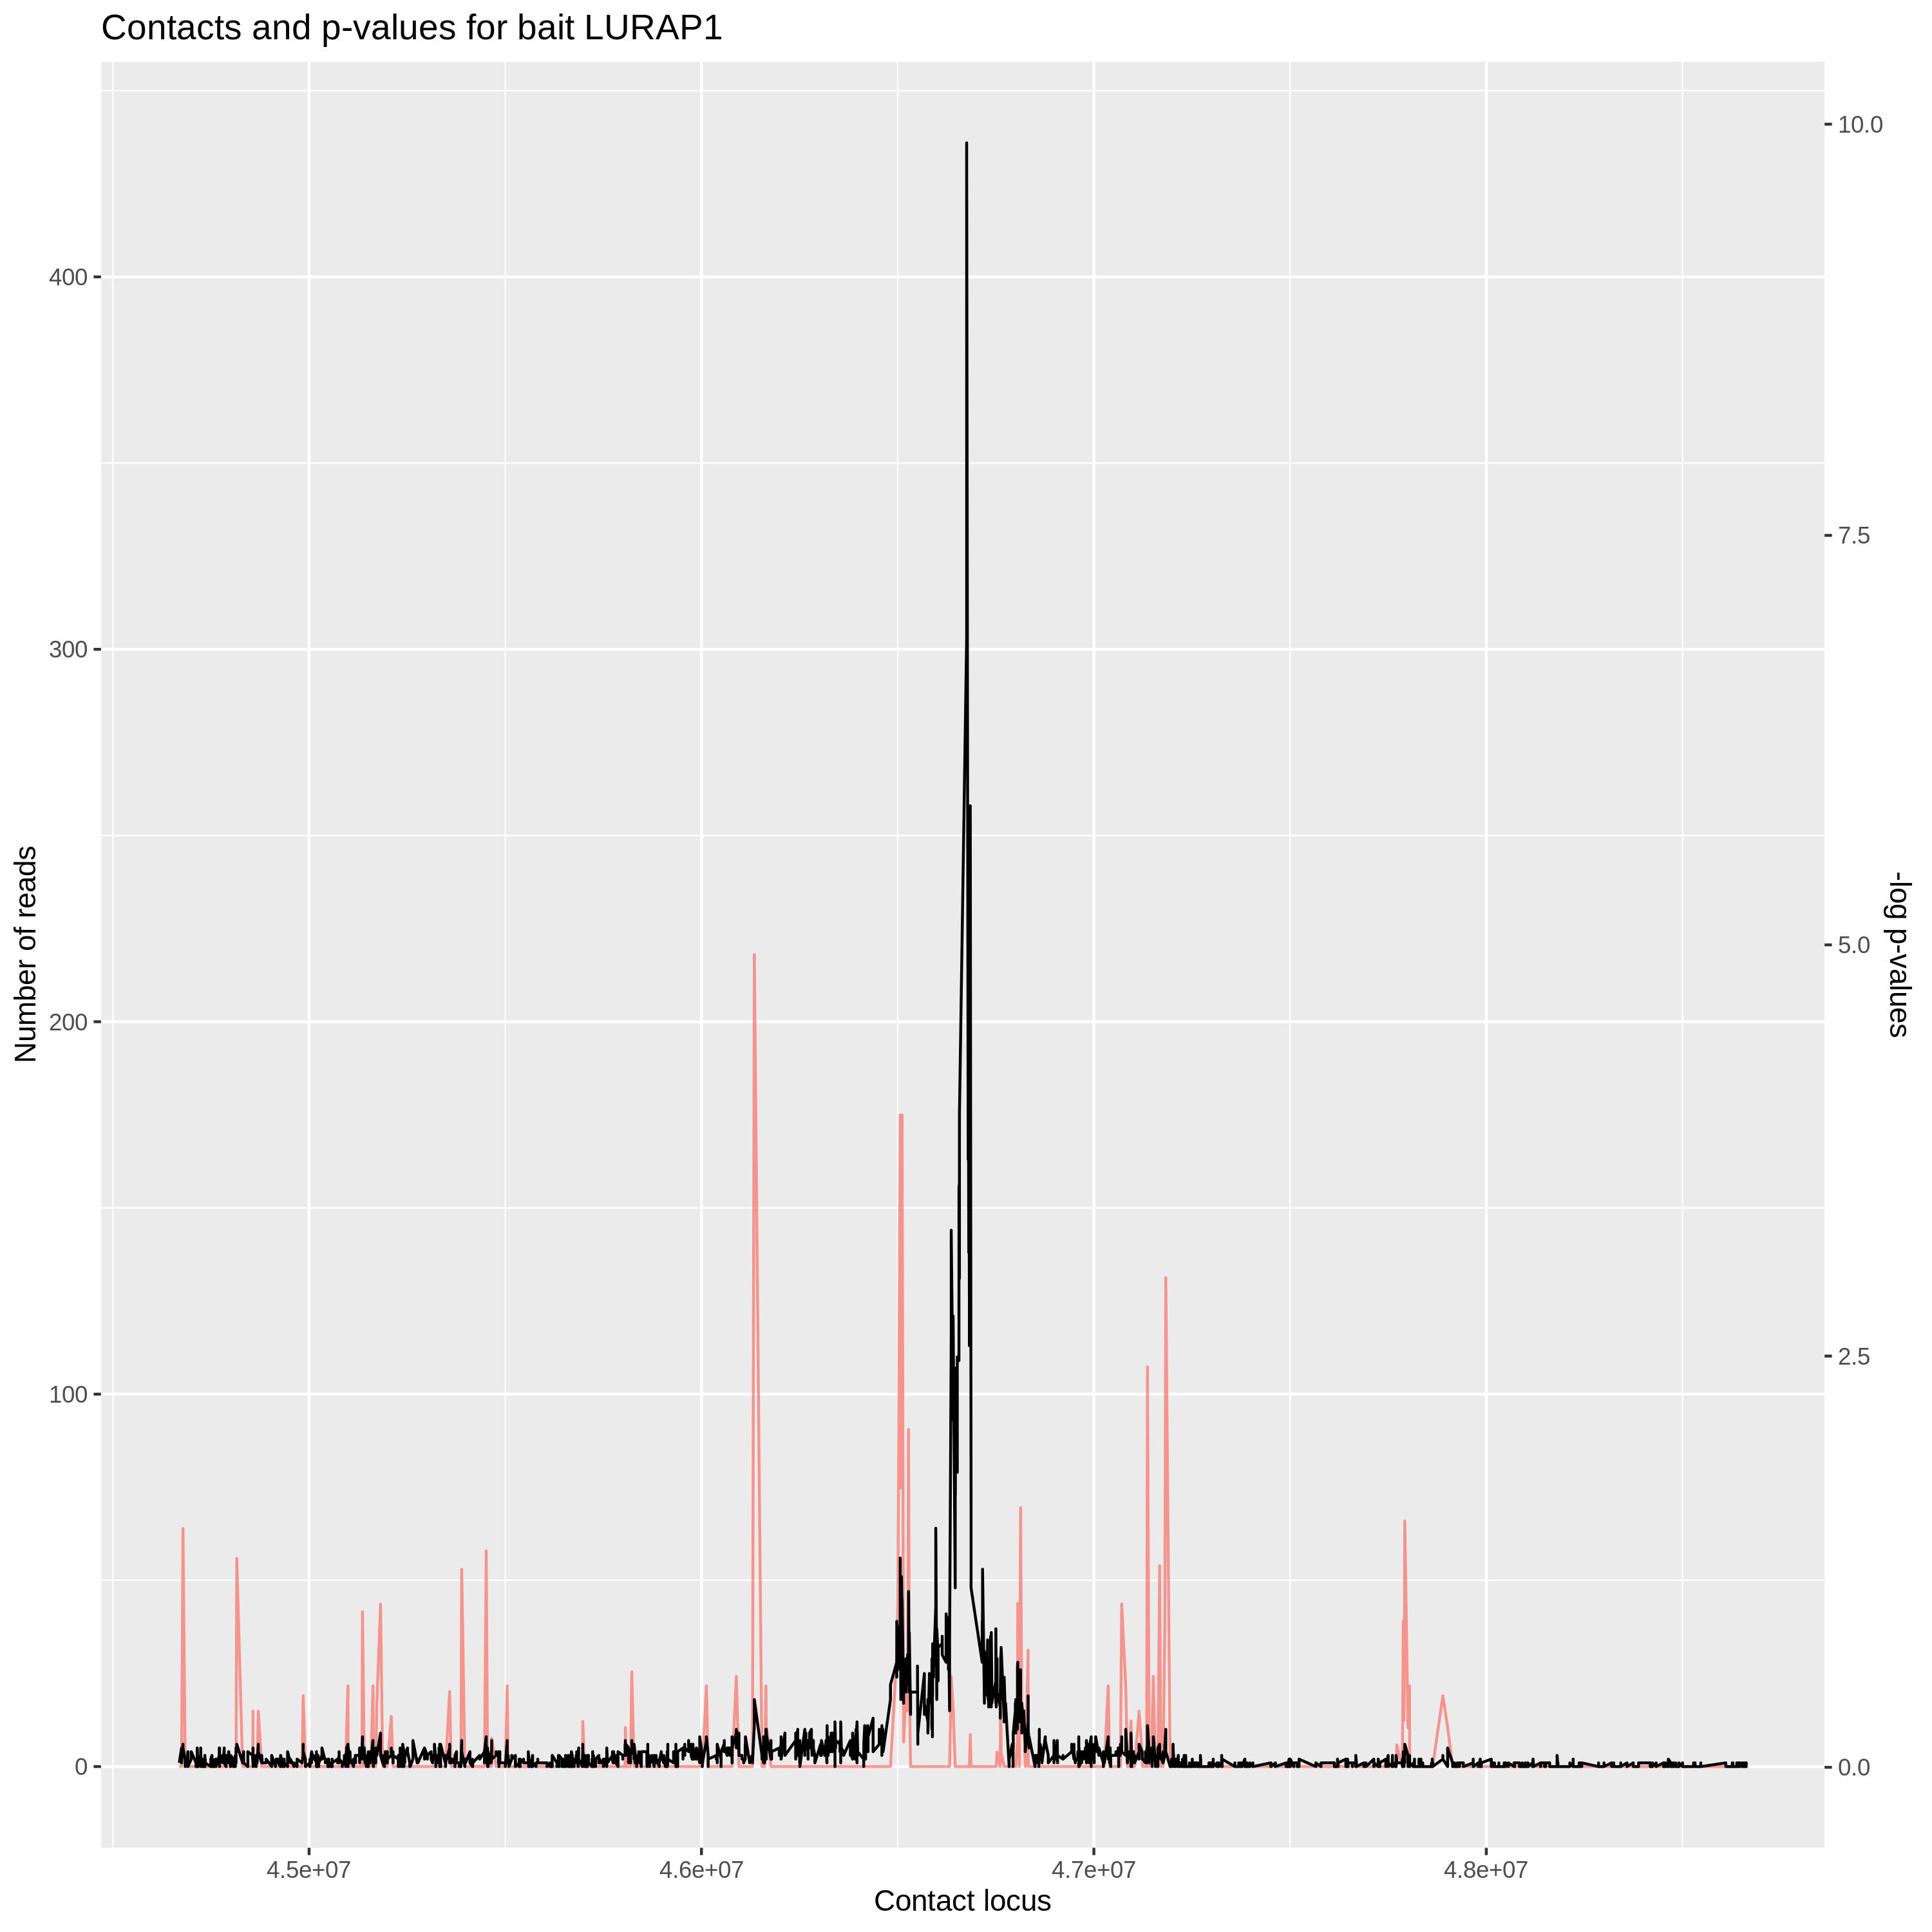 Contacts and p-values for bait LURAP1
400
300
200
100
0
10.0
7.5
5.0
2.5
0.0
Number of reads
-log p-values
4.5e+07 4.6e+07 4.7e+07 4.8e+07
Contact locus